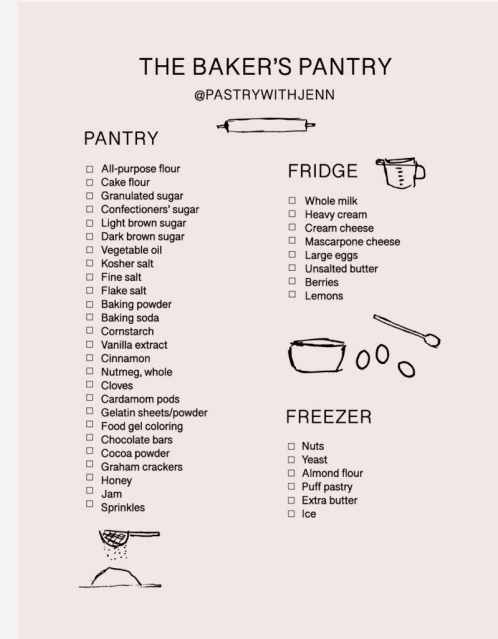 THE BAKER'S PANTRY
@PASTRYWITHJENN
PANTRY
All-purpose flour
Cake flour
Granulated sugar
Confectioners' sugar
Light brown sugar
Dark brown sugar
Vegetable oil
Kosher salt
Fine salt
Flake salt
Baking powder
Baking soda
Cornstarch
Vanilla extract
Cinnamon
Nutmeg, whole
Cloves
Cardamom pods
Gelatin sheets/powder
Food gel coloring
Chocolate bars
Cocoa powder
Graham crackers
Honey
Jam
Sprinkles
FRIDGE
Whole milk
Heavy cream
Cream cheese
Mascarpone cheese
Large eggs
Unsalted butter
Berries
Lemons
FREEZER
Nuts
Yeast
Almond flour
Puff pastry
Extra butter
Ice